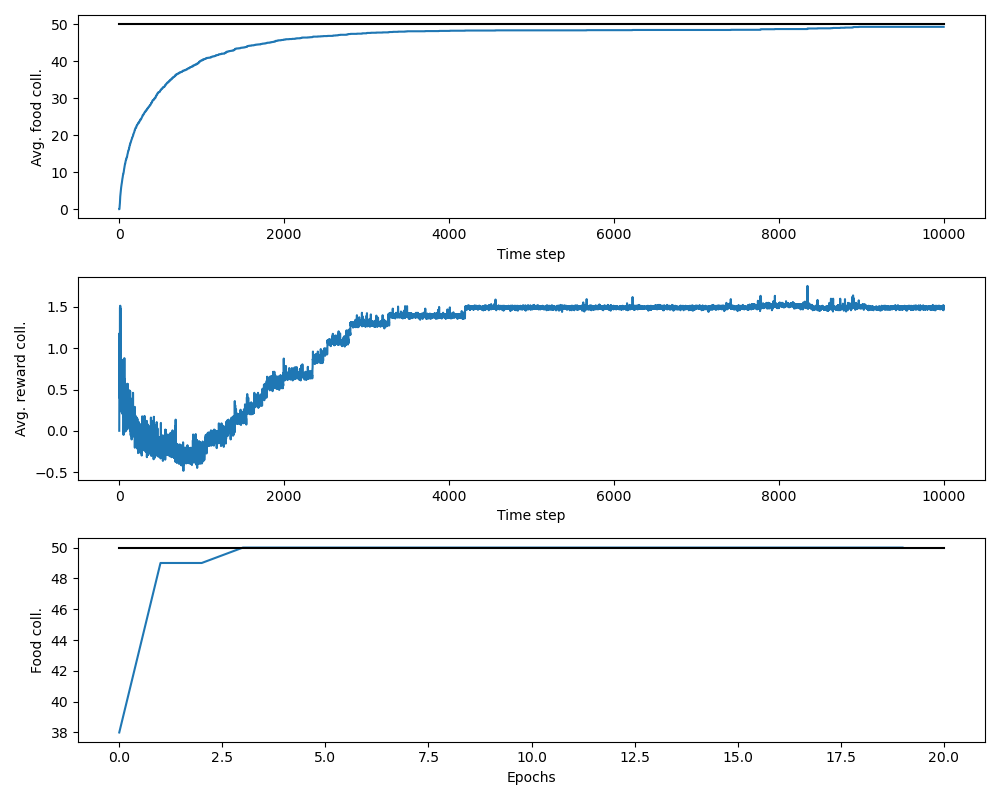 50
40
30
20
10
0
Avg. food coll.
0 2000 4000 6000 8000 10000
Time step
1.5
1.0
0.5
0.0
−0.5
Avg. reward coll.
0 2000 4000 6000 8000 10000
Time step
50
48
46
44
42
40
38
Food coll.
0.0 2.5 5.0 7.5 10.0 12.5 15.0 17.5 20.0
Epochs